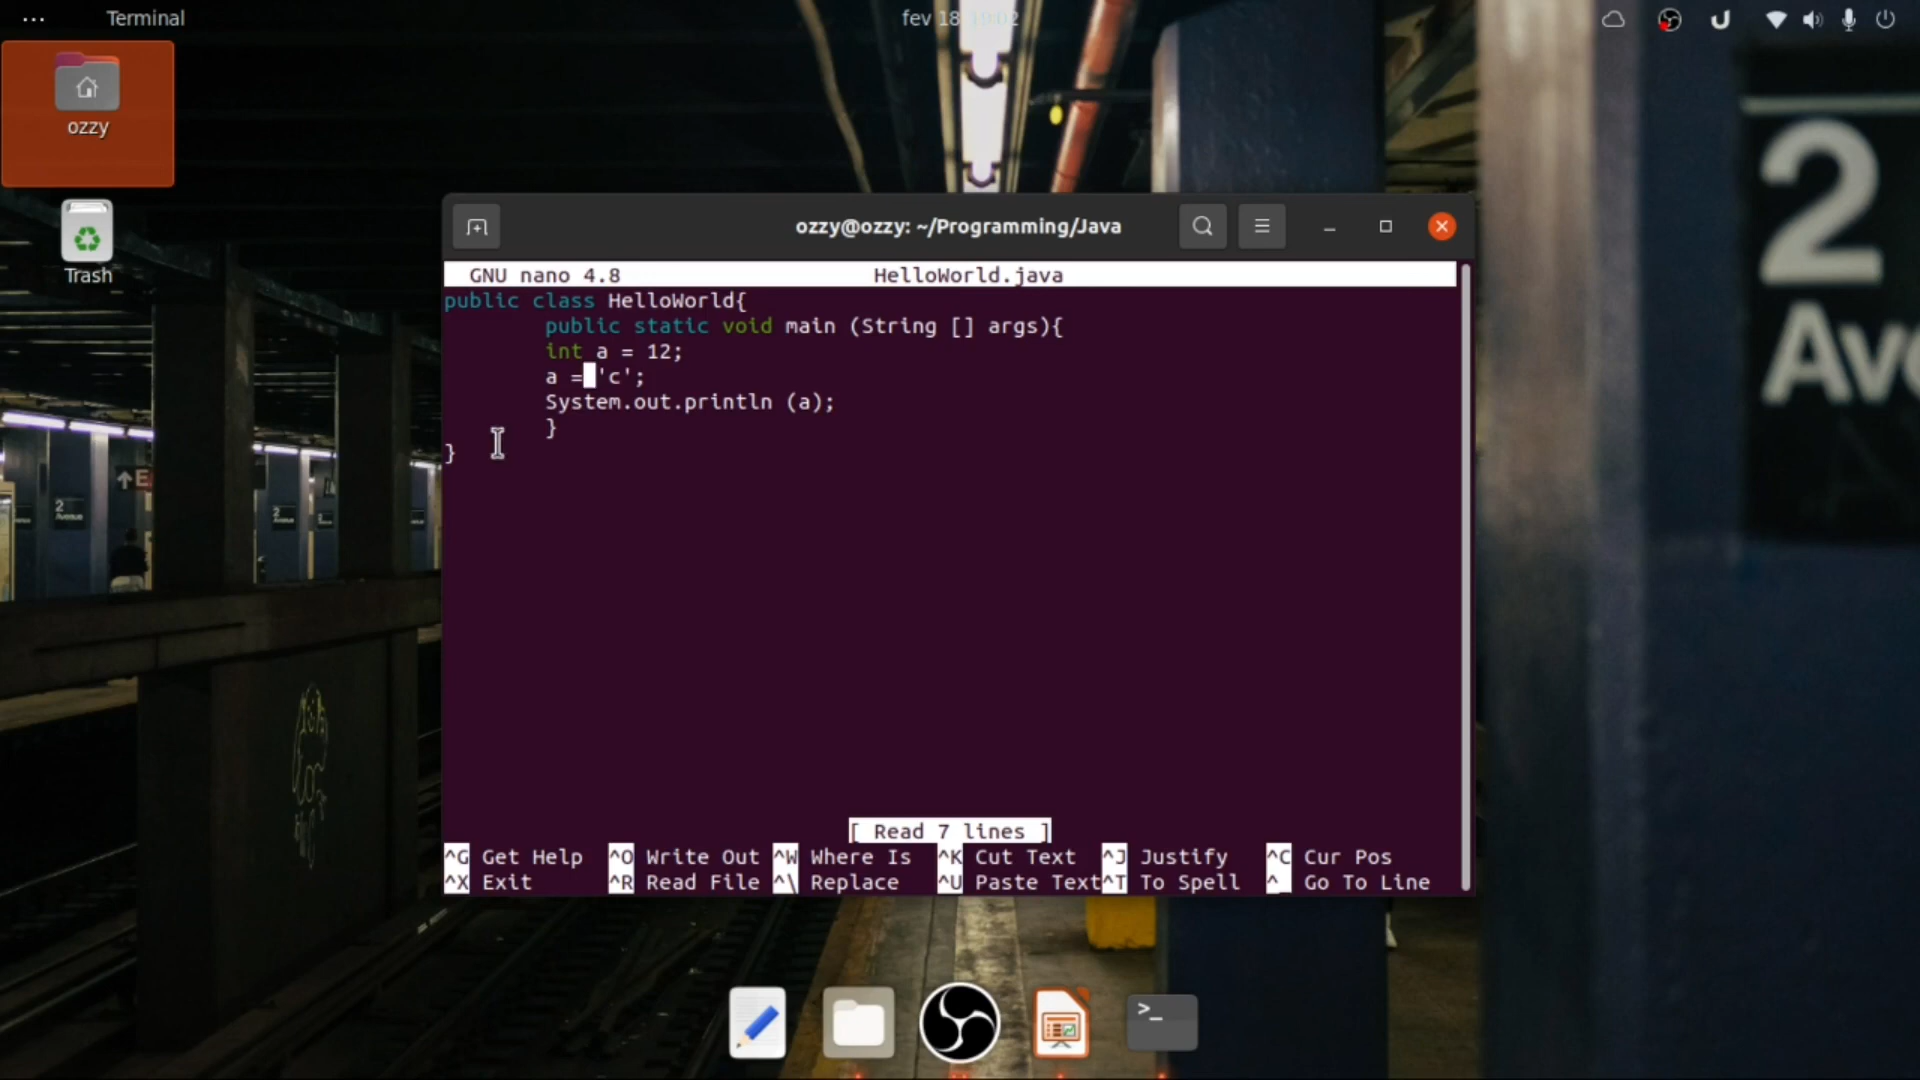 Terminal
fev 18 19:02
ozzy
Trash
ozzy@ozzy: ~/Programming/Java
GNU nano 4.8 HelloWorld.java
public class HelloWorld{
public static void main (String [] args){
int a = 12;
a = 'c';
System.out.println (a);
}
}
[ Read 7 lines ]
^G Get Help ^O Write Out ^W Where Is ^K Cut Text ^J Justify ^C Cur Pos
^X Exit ^R Read File ^\ Replace ^U Paste Text ^T To Spell ^_ Go To Line
2
Av
E
2
Avenue
2
>_